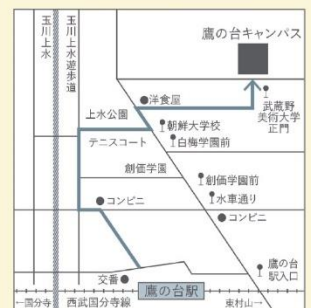 玉川上水
玉川上水遊歩道
鷹の台キャンパス
洋食屋
武蔵野
美術大学
正門
上水公園
朝鮮大学校
白梅学園前
テニスコート
創価学園
創価学園前
コンビニ
水車通り
コンビニ
鷹の台
駅入口
交番
鷹の台駅
←国分寺
西武国分寺線
東村山→